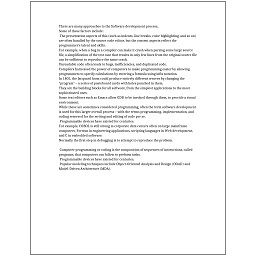 There are many approaches to the Software development process.
Some of these factors include:
The presentation aspects of this (such as indents, line breaks, color highlighting, and so on)
are often handled by the source code editor, but the content aspects reflect the
programmer's talent and skills.
For example, when a bug in a compiler can make it crash when parsing some large source
file, a simplification of the test case that results in only few lines from the original source file
can be sufficient to reproduce the same crash.
Unreadable code often leads to bugs, inefficiencies, and duplicated code.
Compilers harnessed the power of computers to make programming easier by allowing
programmers to specify calculations by entering a formula using infix notation.
In 1801, the Jacquard loom could produce entirely different weaves by changing the
"program" - a series of pasteboard cards with holes punched in them.
They are the building blocks for all software, from the simplest applications to the most
sophisticated ones.
Some text editors such as Emacs allow GDB to be invoked through them, to provide a visual
environment.
While these are sometimes considered programming, often the term software development
is used for this larger overall process – with the terms programming, implementation, and
coding reserved for the writing and editing of code per se.
Programmable devices have existed for centuries.
For example, COBOL is still strong in corporate data centers often on large mainframe
computers, Fortran in engineering applications, scripting languages in Web development,
and C in embedded software.
Normally the first step in debugging is to attempt to reproduce the problem.
Computer programming or coding is the composition of sequences of instructions, called
programs, that computers can follow to perform tasks.
Programmable devices have existed for centuries.
Popular modeling techniques include Object-Oriented Analysis and Design (OOAD) and
Model-Driven Architecture (MDA).